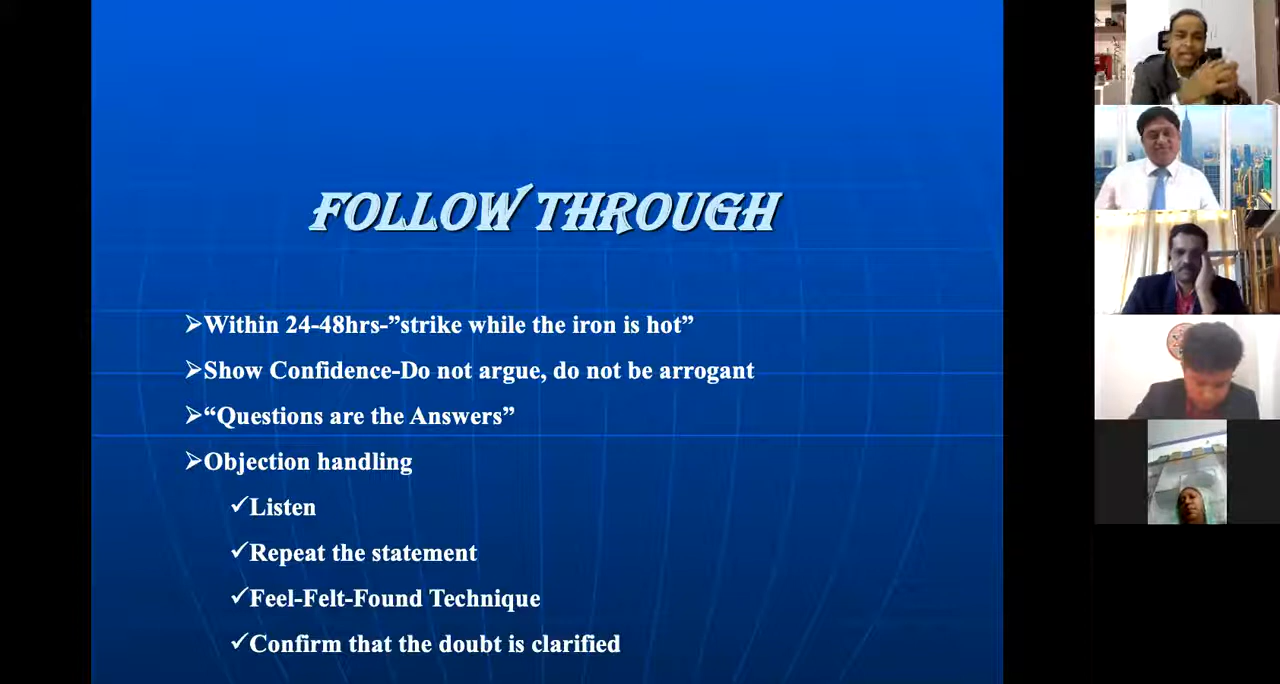 FOLLOW THROUGH
➢Within 24-48hrs-”strike while the iron is hot”
➢Show Confidence-Do not argue, do not be arrogant
➢“Questions are the Answers”
➢Objection handling
✓Listen
✓Repeat the statement
✓Feel-Felt-Found Technique
✓Confirm that the doubt is clarified